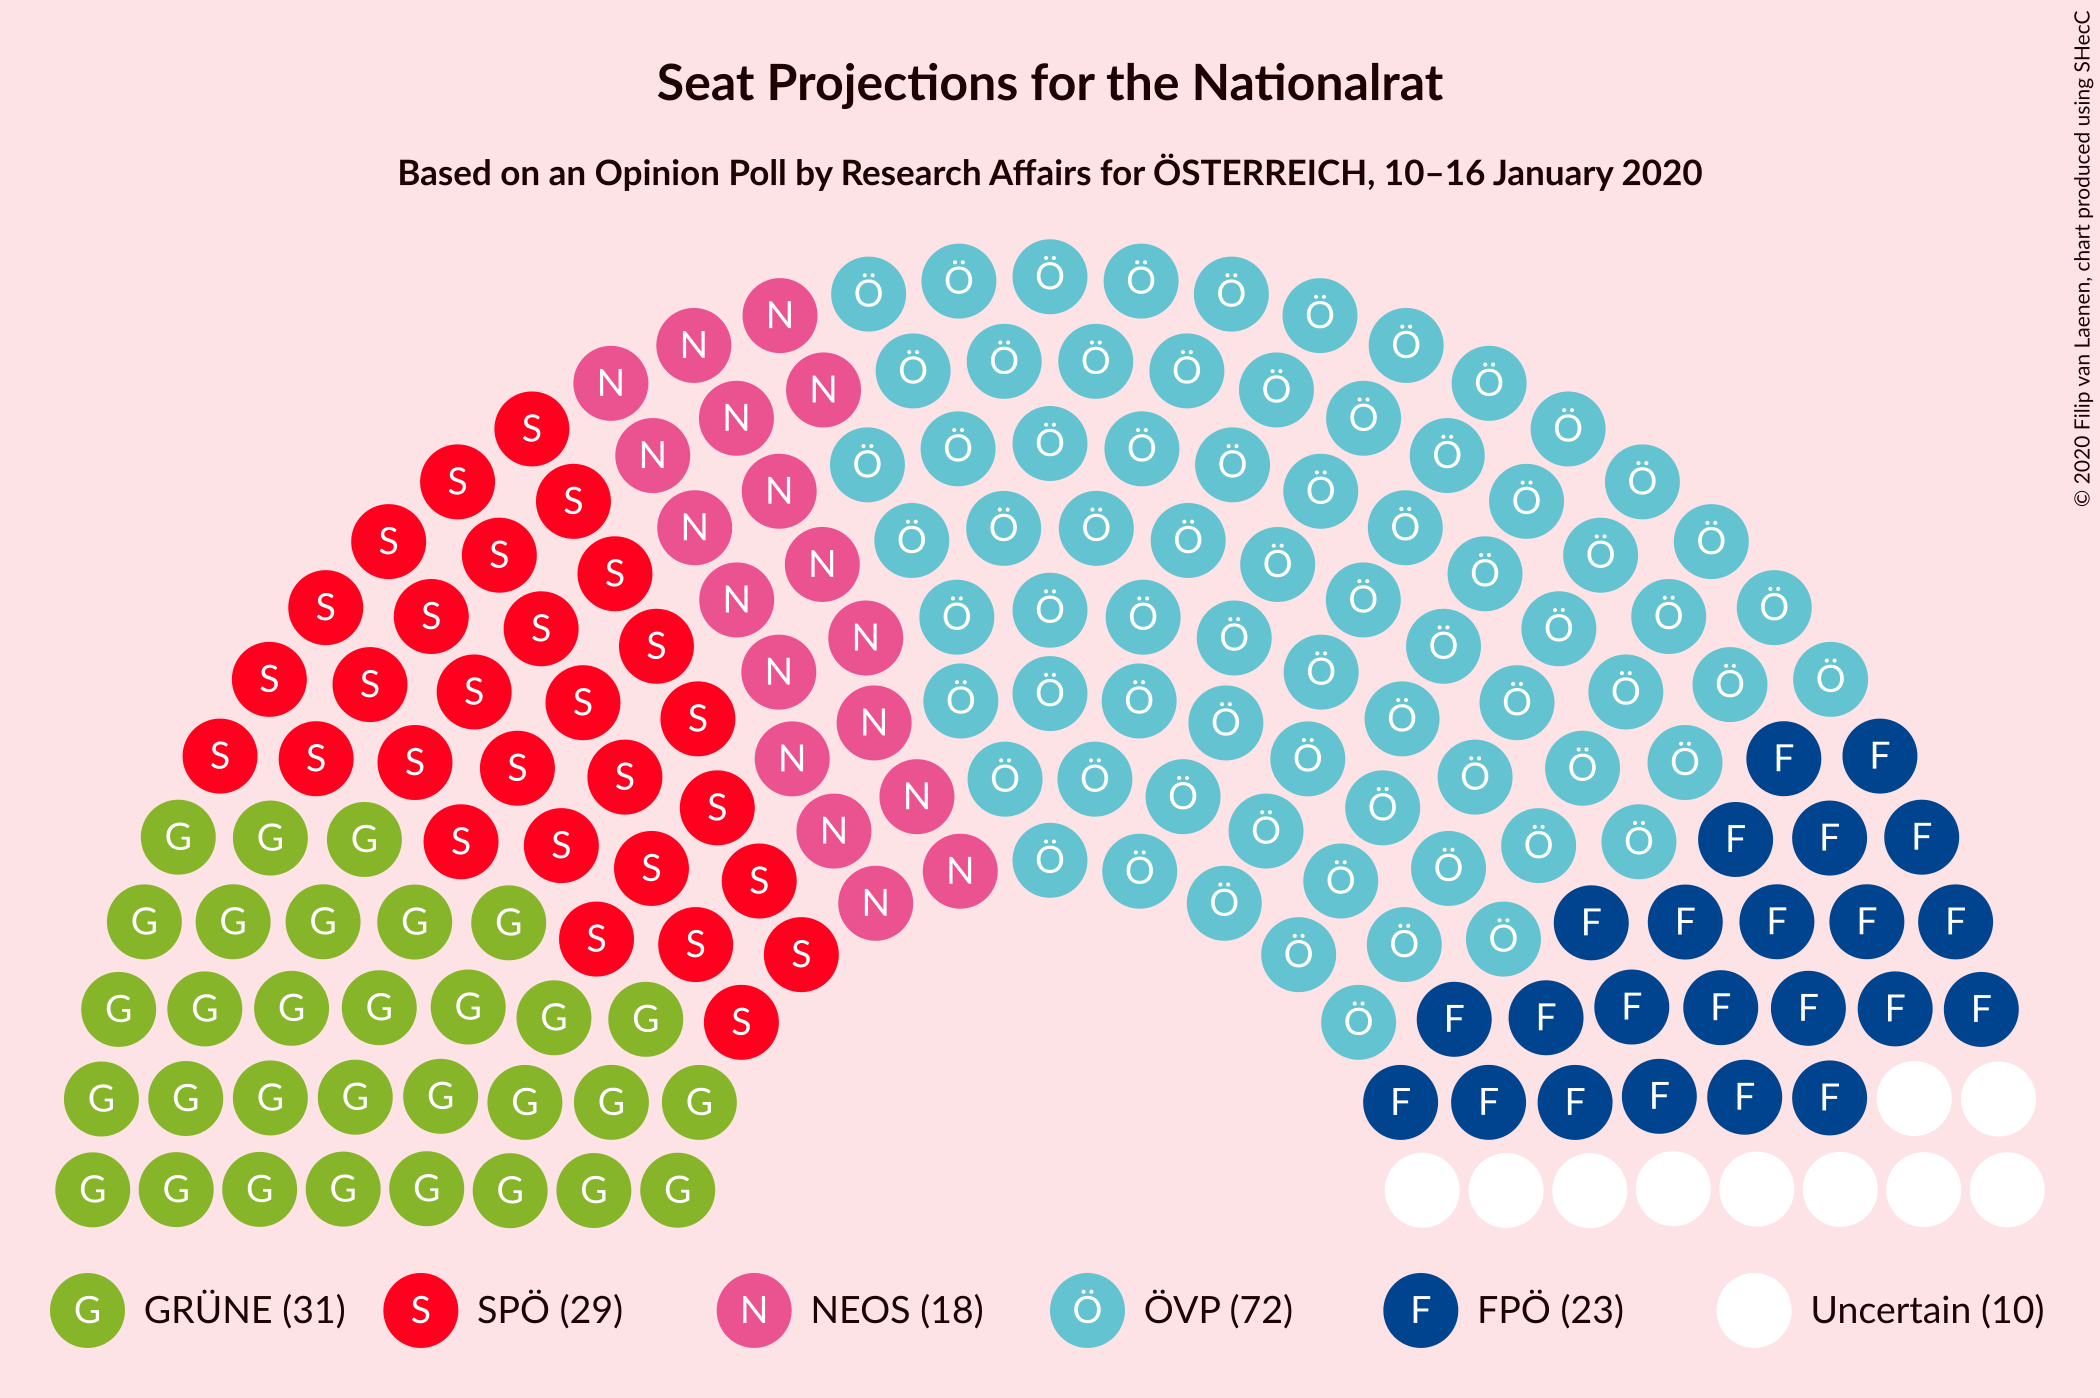 Seat Projections for the Nationalrat
Based on an Opinion Poll by Research Affairs for ÖSTERREICH, 10–16 January 2020
© 2020 Filip van Laenen, chart produced using SHecC
Ö Ö Ö Ö Ö
N Ö Ö N
N Ö Ö Ö Ö N
N Ö Ö N Ö
S Ö Ö Ö Ö S
N Ö Ö N
S Ö Ö N Ö S
N Ö Ö N
S Ö Ö Ö Ö S
S Ö Ö N Ö S
S Ö Ö N Ö S
S Ö Ö Ö Ö S
S Ö Ö N Ö S
S Ö Ö N Ö S
S Ö Ö S Ö Ö S
S Ö Ö N Ö S
S F S N Ö F S
S Ö Ö S Ö Ö S
N Ö Ö N Ö S
G F G F G F S Ö Ö S
N Ö Ö N S Ö Ö S
G F G F G F G F G F N Ö
S Ö S Ö S Ö
G F G F G F G F G F G F G F S Ö
G G G G G G G G F F F F F F
G G G G G G G G
G GRÜNE (31) S SPÖ (29) N NEOS (18) Ö ÖVP (72) F FPÖ (23) Uncertain (10)